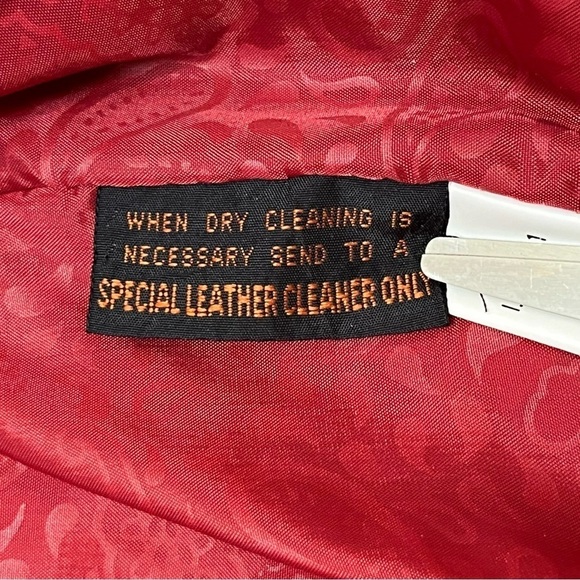 WHEN DRY CLEANING IS
NECESSARY SEND TO A
SPECIAL LEATHER CLEANER ONLY